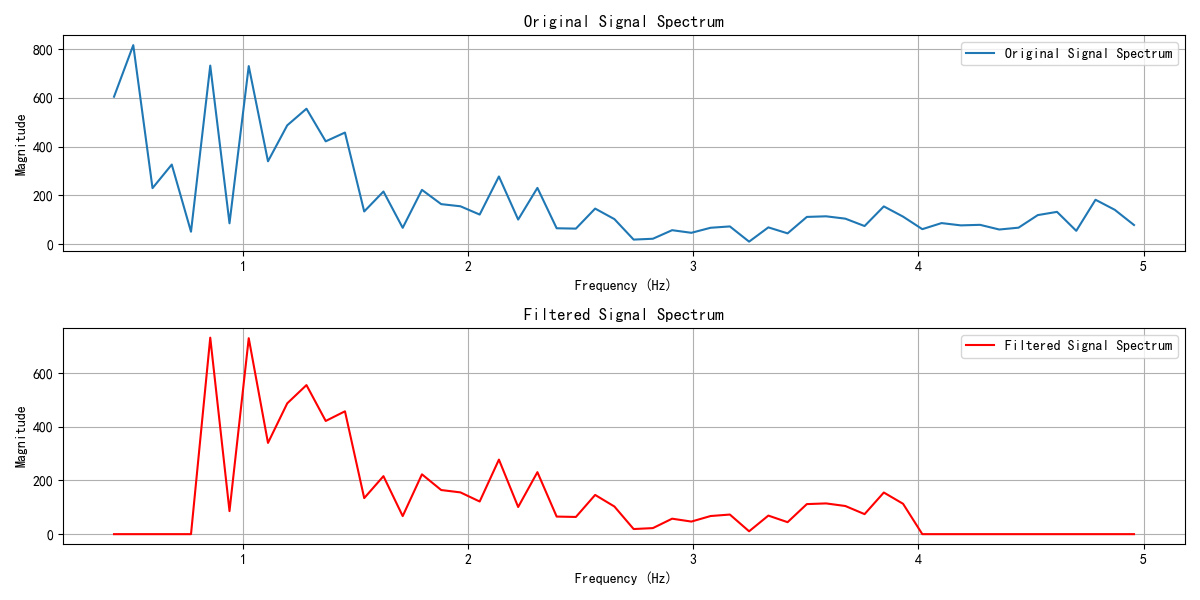 Original Signal Spectrum
Original Signal Spectrum
800
600
400
200
0
Magnitude
1
2
3
4
5
Frequency (Hz)
Filtered Signal Spectrum
Filtered Signal Spectrum
600
400
200
0
Magnitude
1
2
3
4
5
Frequency (Hz)